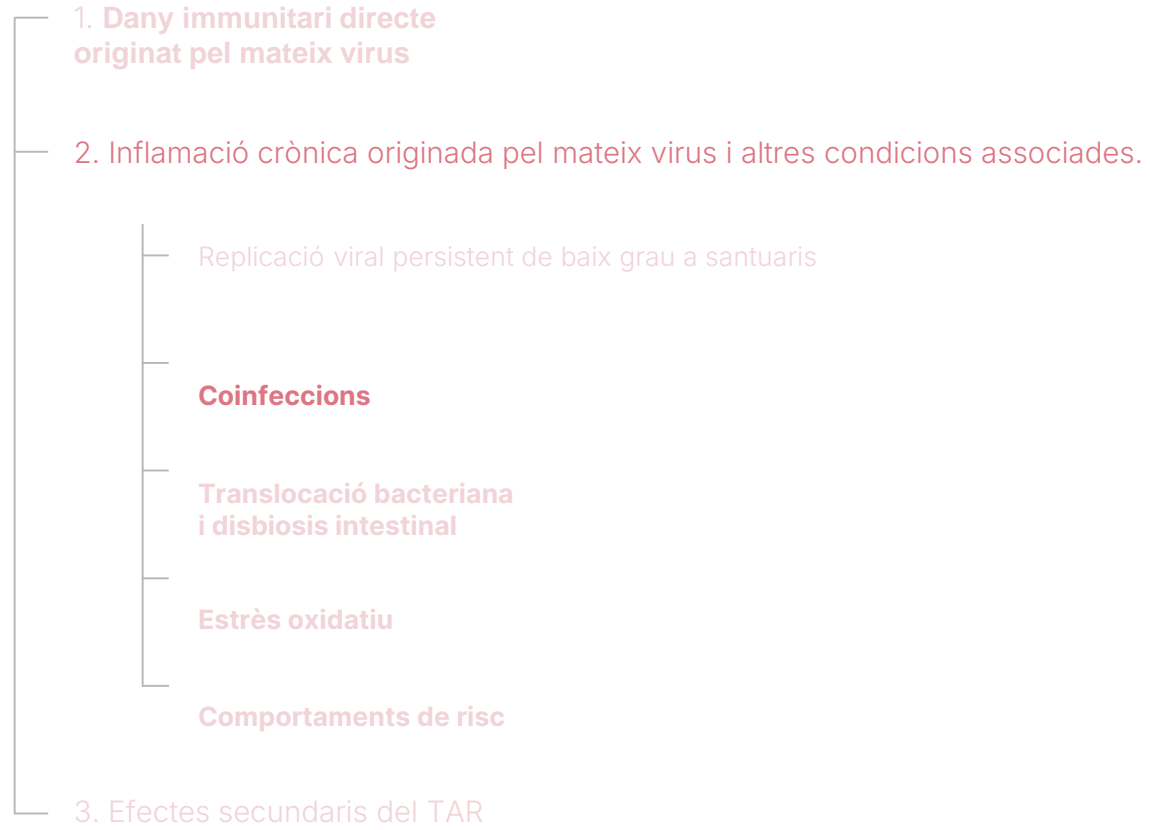 1. Dany immunitari directe
originat pel mateix virus
2. Inflamació crònica originada pel mateix virus i altres condicions associades.
Replicació viral persistent de baix grau a santuaris
Coinfeccions
Translocació bacteriana
i disbiosis intestinal
Estrès oxidatiu
Comportaments de risc
3. Efectes secundaris del TAR